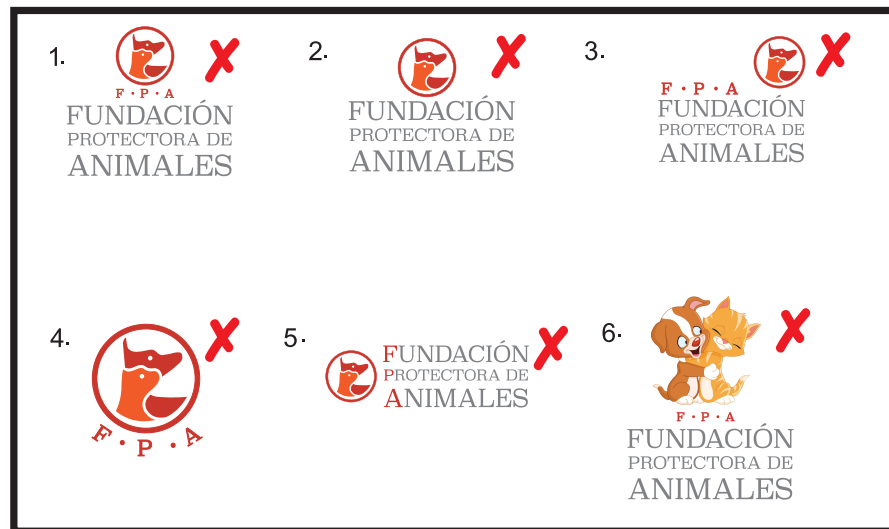 1.
F · P · A
FUNDACIÓN
PROTECTORA DE
ANIMALES
2.
FUNDACIÓN
PROTECTORA DE
ANIMALES
3.
F · P · A
FUNDACIÓN
PROTECTORA DE
ANIMALES
4.
F · P · A
5.
FUNDACIÓN
PROTECTORA DE
ANIMALES
6.
F · P · A
FUNDACIÓN
PROTECTORA DE
ANIMALES